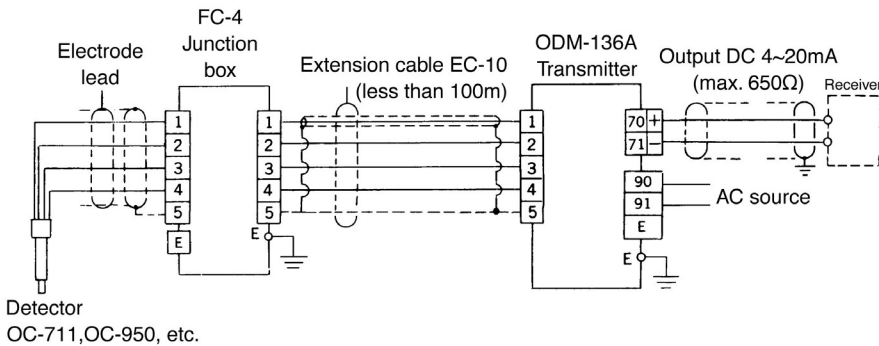 FC-4
Junction
box
Electrode
lead
Extension cable EC-10
(less than 100m)
ODM-136A
Transmitter
Output DC 4~20mA
(max. 650Ω)
Receiver
1
2
3
4
5
E
1
2
3
4
5
E
1
2
3
4
5
70 +
71 −
90
91
E
E
AC source
Detector
OC-711,OC-950, etc.